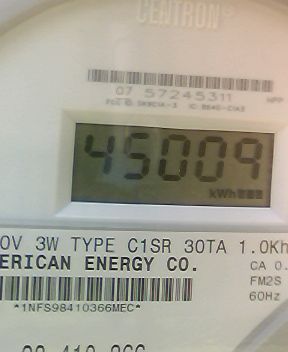 CENTRON®
07 57245311
45009
kWh
0V 3W TYPE C1SR 30TA 1.0Kh
ERICAN ENERGY CO.
CA 0.
FM2S
60Hz
*1NFS98410366MEC*